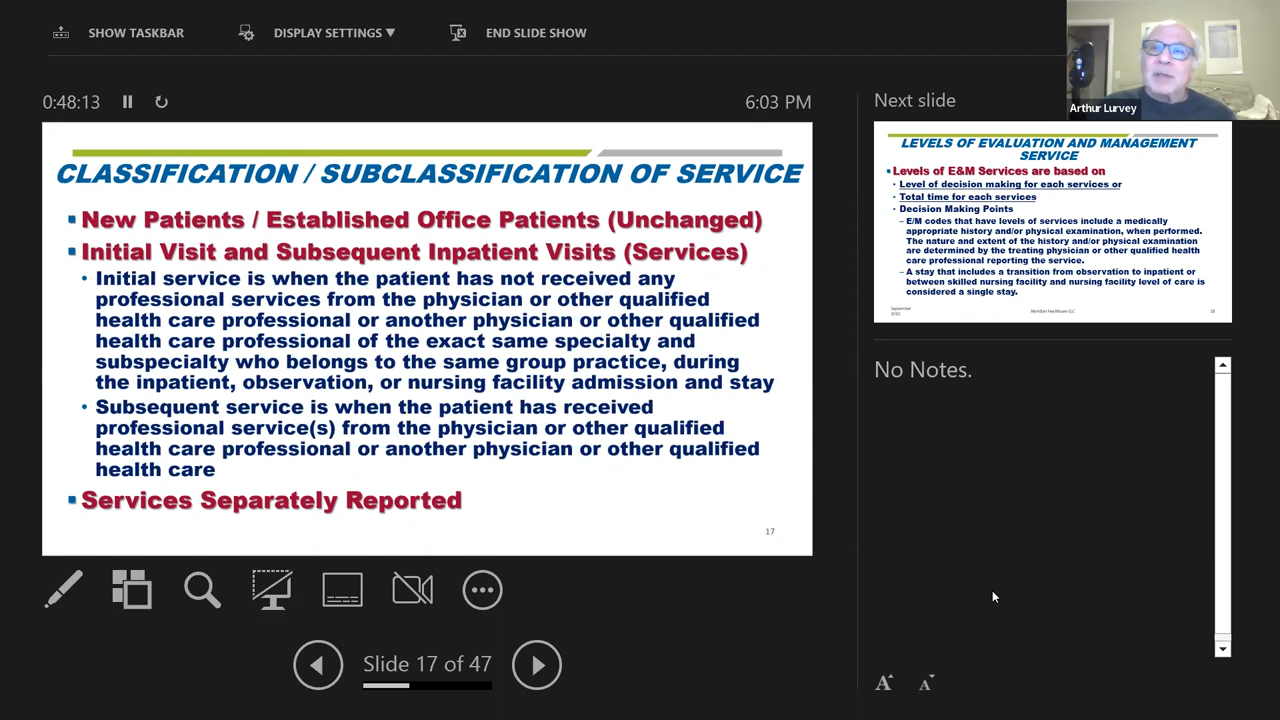 SHOW TASKBAR
DISPLAY SETTINGS ▼
END SLIDE SHOW
Arthur Lurvey
0:48:13
6:03 PM
CLASSIFICATION / SUBCLASSIFICATION OF SERVICE
New Patients / Established Office Patients (Unchanged)
Initial Visit and Subsequent Inpatient Visits (Services)
Initial service is when the patient has not received any
professional services from the physician or other qualified
health care professional or another physician or other qualified
health care professional of the exact same specialty and
subspecialty who belongs to the same group practice, during
the inpatient, observation, or nursing facility admission and stay
Subsequent service is when the patient has received
professional service(s) from the physician or other qualified
health care professional or another physician or other qualified
health care
Services Separately Reported
17
Slide 17 of 47
Next slide
LEVELS OF EVALUATION AND MANAGEMENT
SERVICE
Levels of E&M Services are based on
Level of decision making for each services or
Total time for each services
Decision Making Points
– E/M codes that have levels of services include a medically
appropriate history and/or physical examination, when performed.
The nature and extent of the history and/or physical examination
are determined by the treating physician or other qualified health
care professional reporting the service.
– A stay that includes a transition from observation to inpatient or
between skilled nursing facility and nursing facility level of care is
considered a single stay.
September
Healthcare LLC
18
No Notes.
A
A